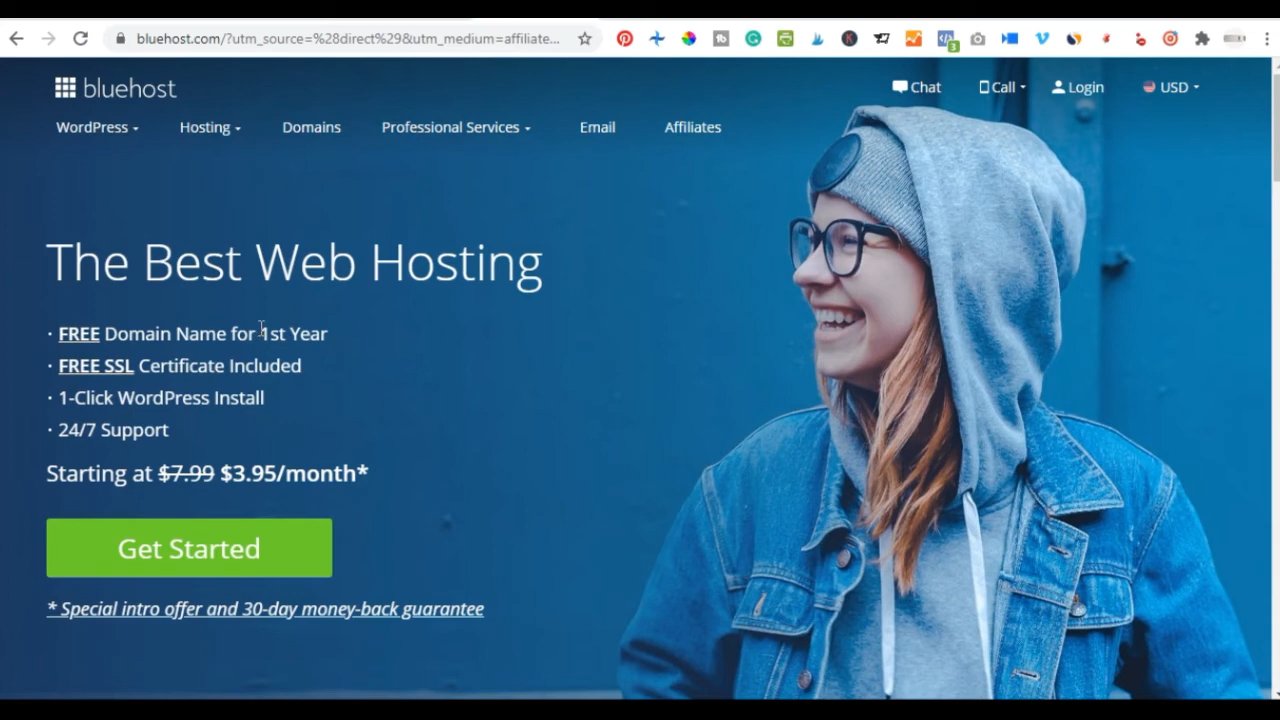 bluehost.com/?utm_source=%28direct%29&utm_medium=affiliate...
3
bluehost
Chat
Call
Login
USD
WordPress
Hosting
Domains
Professional Services
Email
Affiliates
The Best Web Hosting
· FREE Domain Name for 1st Year
· FREE SSL Certificate Included
· 1-Click WordPress Install
· 24/7 Support
Starting at $7.99 $3.95/month*
Get Started
* Special intro offer and 30-day money-back guarantee